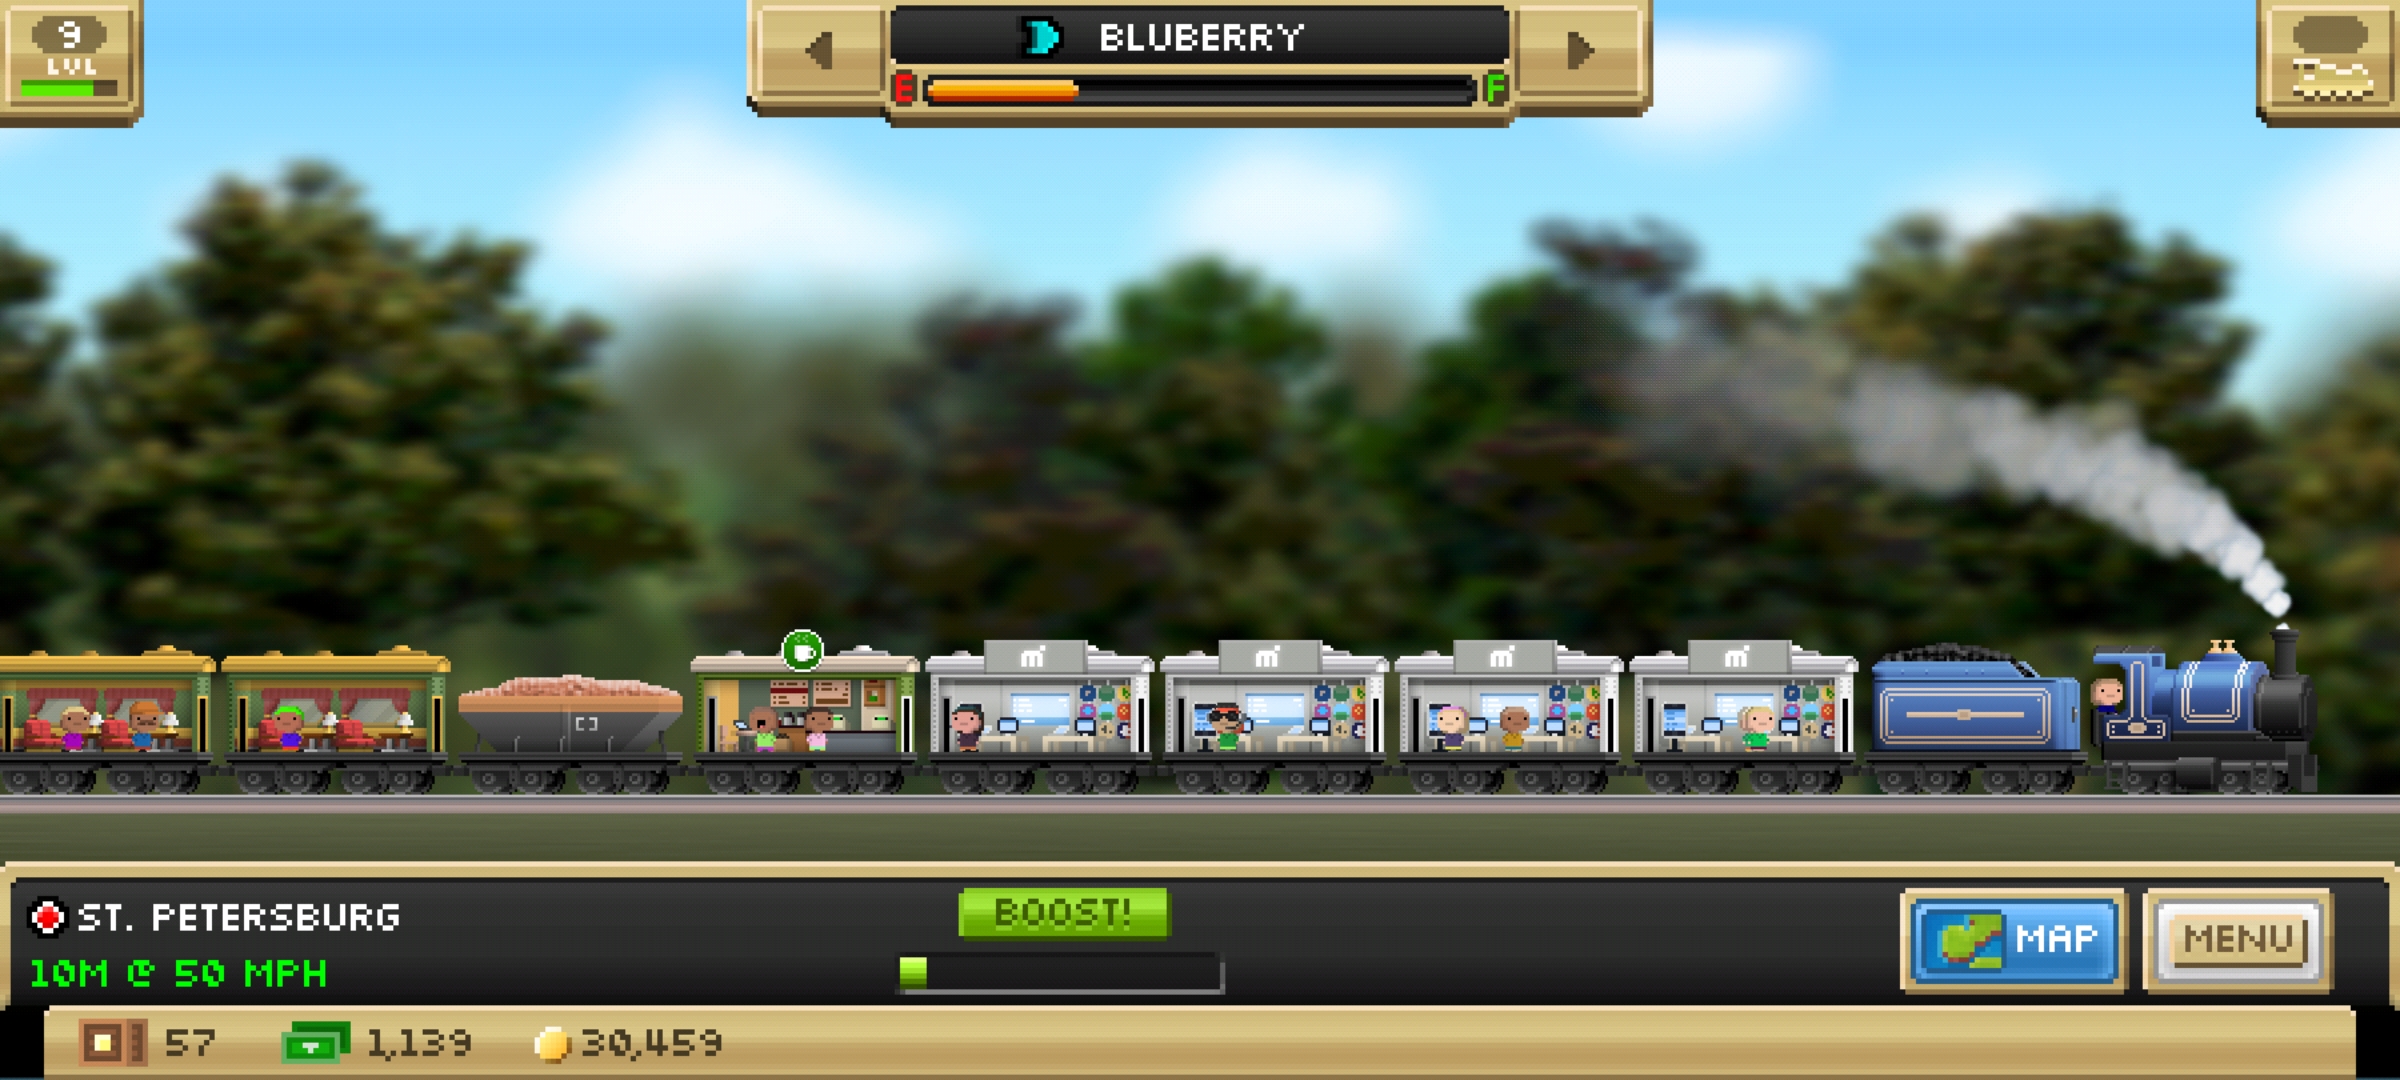 9
LVL
BLUBERRY
E F
m m m m
ST. PETERSBURG
10M @ 50 MPH
BOOST!
MAP
MENU
57 1,139 30,459